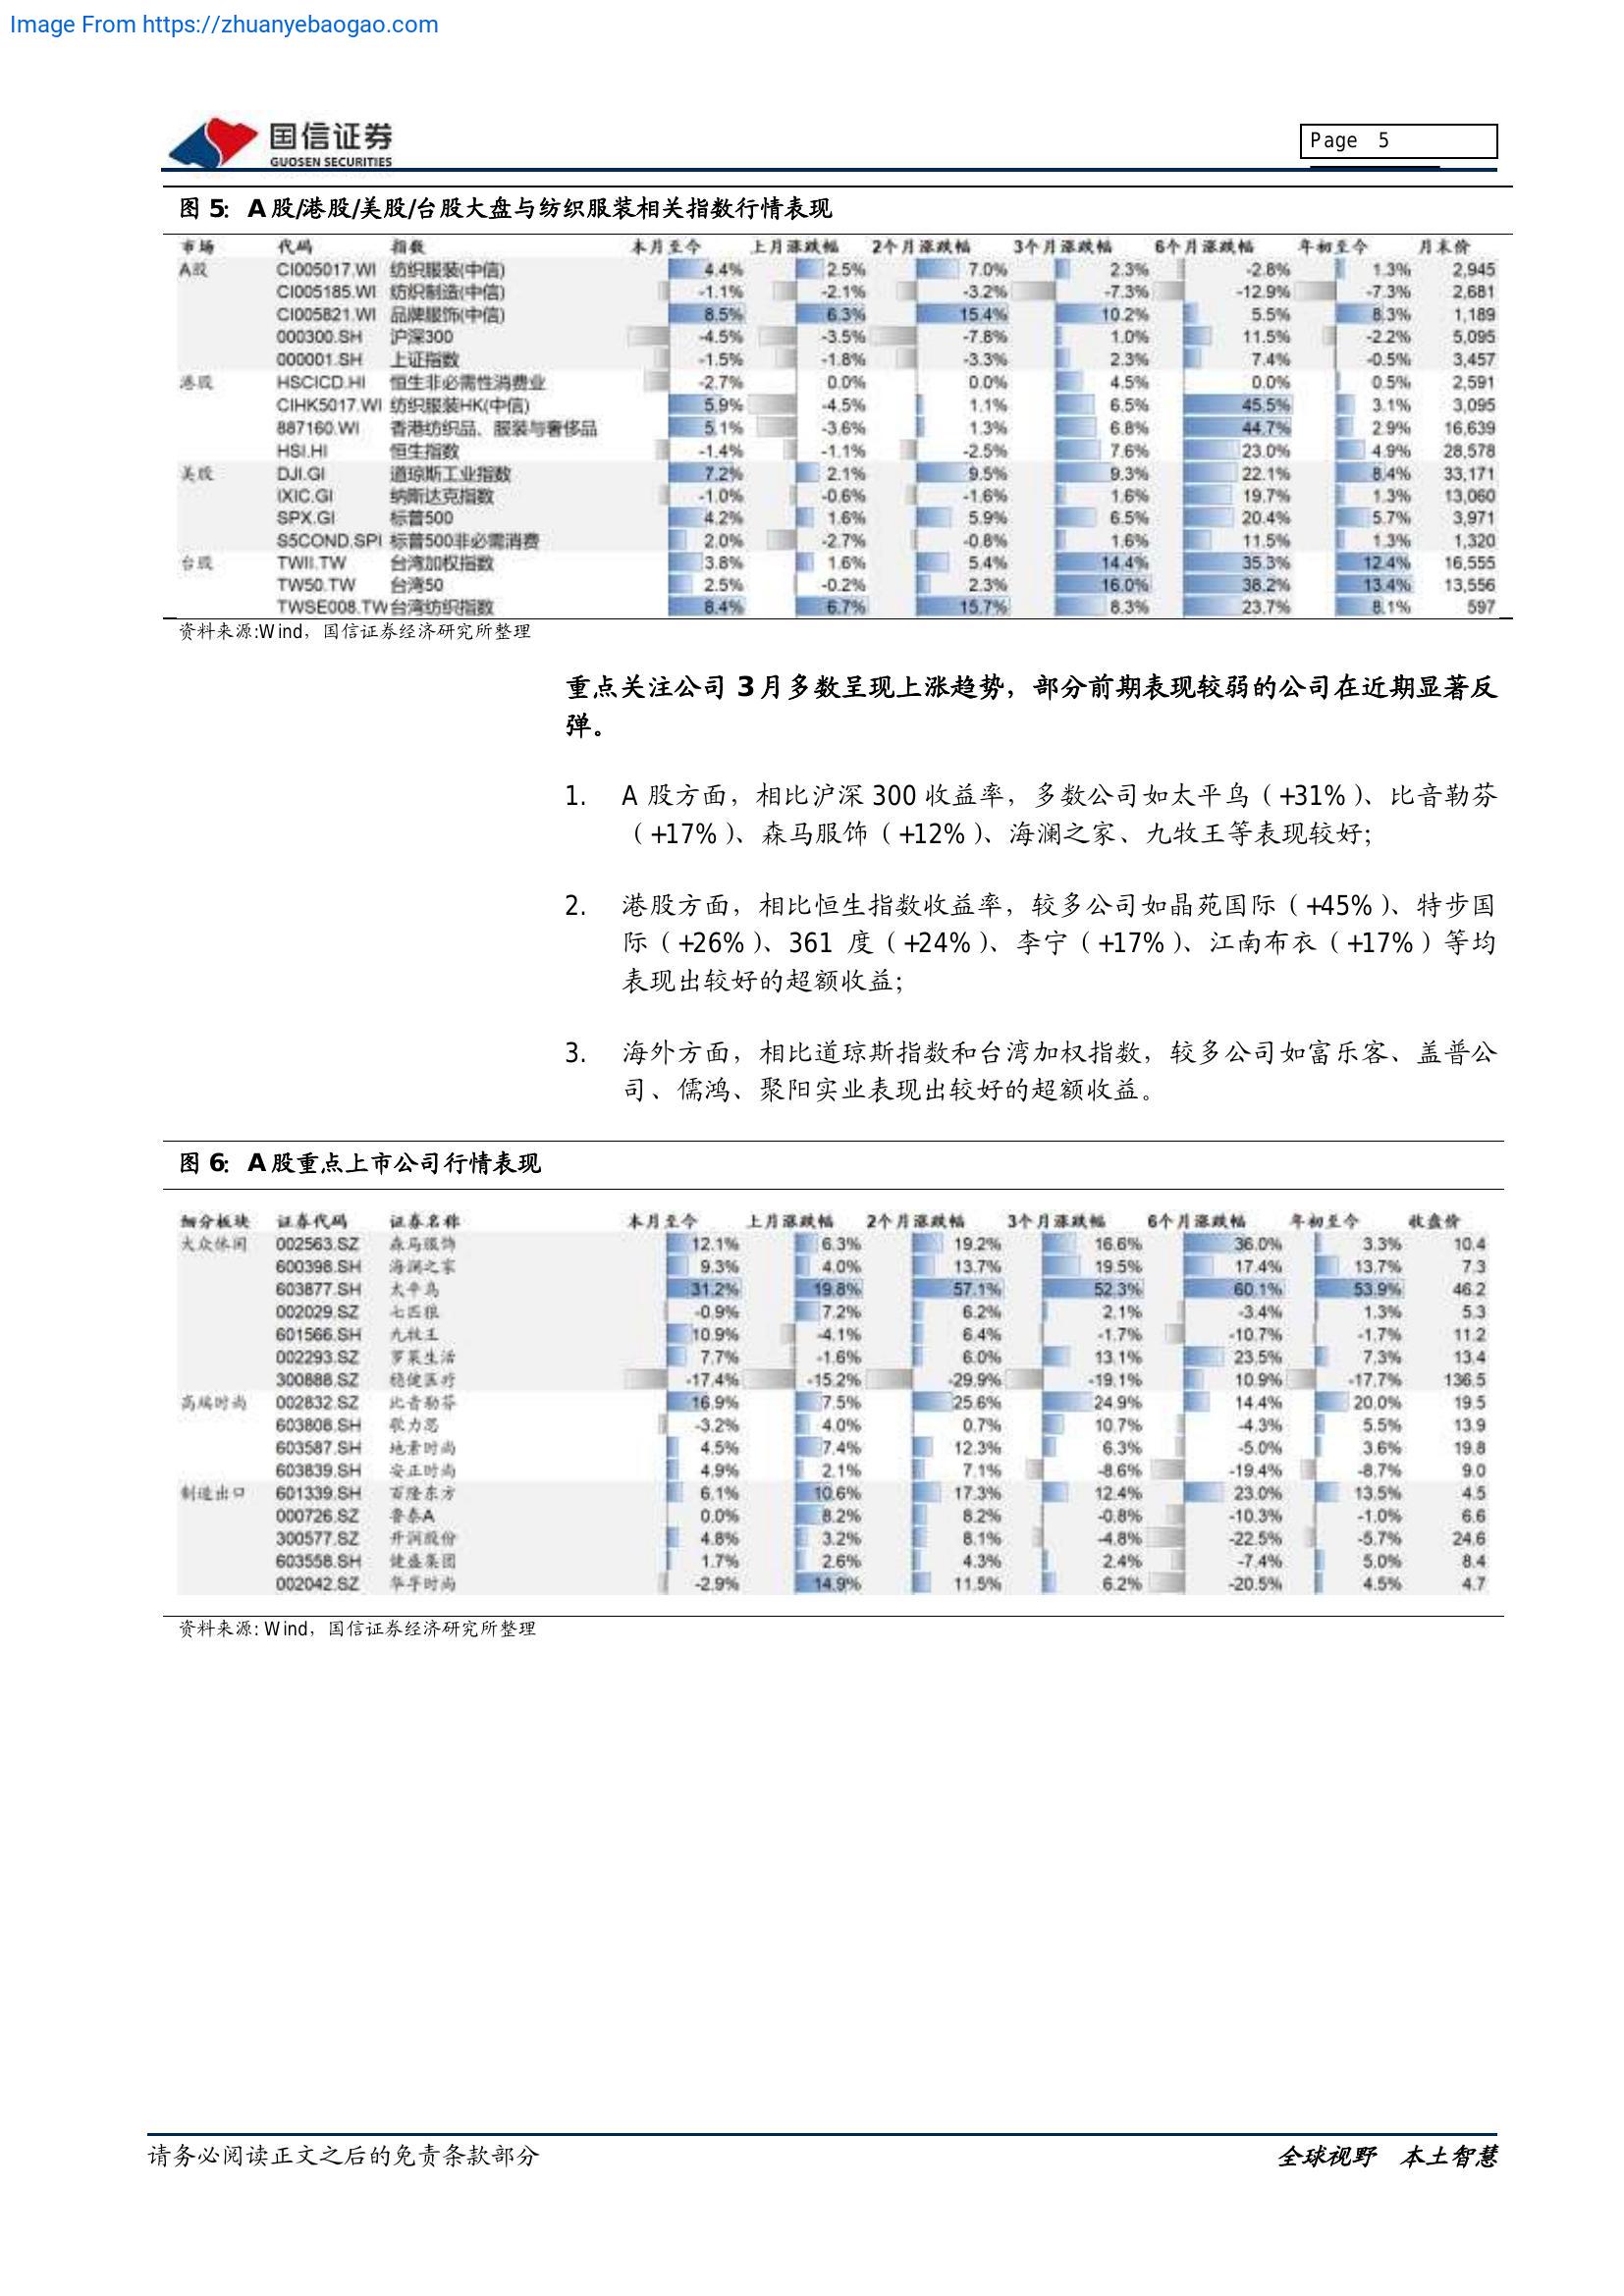 Image From https://zhuanyebaogao.com
国信证券
GUOSEN SECURITIES
Page 5
图 5: A 股/港股/美股/台股大盘与纺织服装相关指数行情表现
市场 代码 指数 本月至今 上月涨跌幅 2个月涨跌幅 3个月涨跌幅 6个月涨跌幅 年初至今 月末价
A股 CI005017.WI 纺织服装(中信) 4.4% 2.5% 7.0% 2.3% -2.8% 1.3% 2,945
CI005185.WI 纺织制造(中信) -1.1% -2.1% -3.2% -7.3% -12.9% -7.3% 2,681
CI005821.WI 品牌服饰(中信) 8.5% 6.3% 15.4% 10.2% 5.5% 8.3% 1,189
000300.SH 沪深300 -4.5% -3.5% -7.8% 1.0% 11.5% -2.2% 5,095
000001.SH 上证指数 -1.5% -1.8% -3.3% 2.3% 7.4% -0.5% 3,457
港股 HSCICD.HI 恒生非必需性消费业 -2.7% 0.0% 0.0% 4.5% 0.0% 0.5% 2,591
CIHK5017.WI 纺织服装HK(中信) 5.9% -4.5% 1.1% 6.5% 45.5% 3.1% 3,095
887160.WI 香港纺织品、服装与奢侈品 5.1% -3.6% 1.3% 6.8% 44.7% 2.9% 16,639
HSI.HI 恒生指数 -1.4% -1.1% -2.5% 7.6% 23.0% 4.9% 28,578
美股 DJI.GI 道琼斯工业指数 7.2% 2.1% 9.5% 9.3% 22.1% 8.4% 33,171
IXIC.GI 纳斯达克指数 -1.0% -0.6% -1.6% 1.6% 19.7% 1.3% 13,060
SPX.GI 标普500 4.2% 1.6% 5.9% 6.5% 20.4% 5.7% 3,971
S5COND.SPI 标普500非必需消费 2.0% -2.7% -0.8% 1.6% 11.5% 1.3% 1,320
台股 TWII.TW 台湾加权指数 3.8% 1.6% 5.4% 14.4% 35.3% 12.4% 16,555
TW50.TW 台湾50 2.5% -0.2% 2.3% 16.0% 38.2% 13.4% 13,556
TWSE008.TW 台湾纺织指数 8.4% 6.7% 15.7% 8.3% 23.7% 8.1% 597
资料来源:Wind，国信证券经济研究所整理
重点关注公司 3 月多数呈现上涨趋势，部分前期表现较弱的公司在近期显著反
弹。
1. A 股方面，相比沪深 300 收益率，多数公司如太平鸟（+31%）、比音勒芬
（+17%）、森马服饰（+12%）、海澜之家、九牧王等表现较好；
2. 港股方面，相比恒生指数收益率，较多公司如晶苑国际（+45%）、特步国
际（+26%）、361 度（+24%）、李宁（+17%）、江南布衣（+17%）等均
表现出较好的超额收益；
3. 海外方面，相比道琼斯指数和台湾加权指数，较多公司如富乐客、盖普公
司、儒鸿、聚阳实业表现出较好的超额收益。
图 6: A 股重点上市公司行情表现
细分板块 证券代码 证券名称 本月至今 上月涨跌幅 2个月涨跌幅 3个月涨跌幅 6个月涨跌幅 年初至今 收盘价
大众休闲 002563.SZ 森马服饰 12.1% 6.3% 19.2% 16.6% 36.0% 3.3% 10.4
600398.SH 海澜之家 9.3% 4.0% 13.7% 19.5% 17.4% 13.7% 7.3
603877.SH 太平鸟 31.2% 19.8% 57.1% 52.3% 60.1% 53.9% 46.2
002029.SZ 七匹狼 -0.9% 7.2% 6.2% 2.1% -3.4% 1.3% 5.3
601566.SH 九牧王 10.9% -4.1% 6.4% -1.7% -10.7% -1.7% 11.2
002293.SZ 罗莱生活 7.7% -1.6% 6.0% 13.1% 23.5% 7.3% 13.4
300888.SZ 稳健医疗 -17.4% -15.2% -29.9% -19.1% 10.9% -17.7% 136.5
高端时尚 002832.SZ 比音勒芬 16.9% 7.5% 25.6% 24.9% 14.4% 20.0% 19.5
603808.SH 歌力思 -3.2% 4.0% 0.7% 10.7% -4.3% 5.5% 13.9
603587.SH 地素时尚 4.5% 7.4% 12.3% 6.3% -5.0% 3.6% 19.8
603839.SH 安正时尚 4.9% 2.1% 7.1% -8.6% -19.4% -8.7% 9.0
制造出口 601339.SH 百隆东方 6.1% 10.6% 17.3% 12.4% 23.0% 13.5% 4.5
000726.SZ 鲁泰A 0.0% 8.2% 8.2% -0.8% -10.3% -1.0% 6.6
300577.SZ 开润股份 4.8% 3.2% 8.1% -4.8% -22.5% -5.7% 24.6
603558.SH 健盛集团 1.7% 2.6% 4.3% 2.4% -7.4% 5.0% 8.4
002042.SZ 华孚时尚 -2.9% 14.9% 11.5% 6.2% -20.5% 4.5% 4.7
资料来源: Wind，国信证券经济研究所整理
请务必阅读正文之后的免责条款部分 全球视野 本土智慧